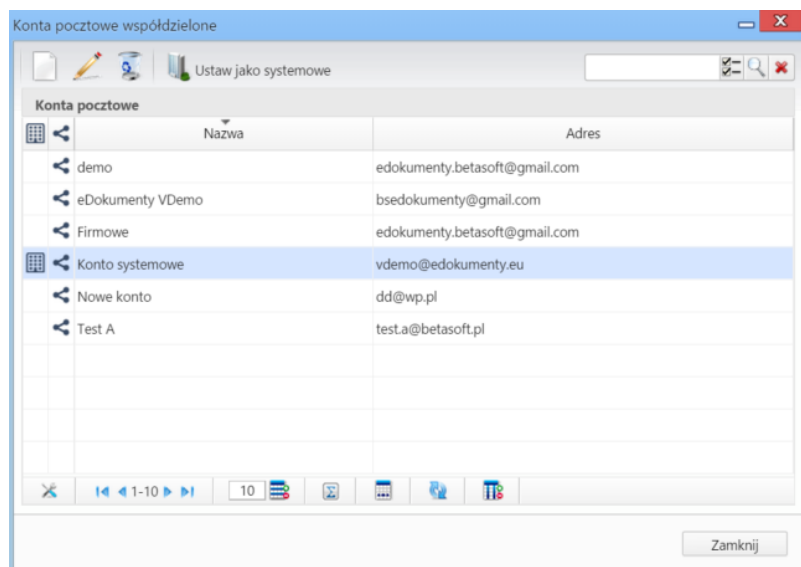 Konta pocztowe współdzielone
Ustaw jako systemowe
Konta pocztowe
Nazwa Adres
demo edokumenty.betasoft@gmail.com
eDokumenty VDemo bsedokumenty@gmail.com
Firmowe edokumenty.betasoft@gmail.com
Konto systemowe vdemo@edokumenty.eu
Nowe konto dd@wp.pl
Test A test.a@betasoft.pl
1-10 10
Zamknij